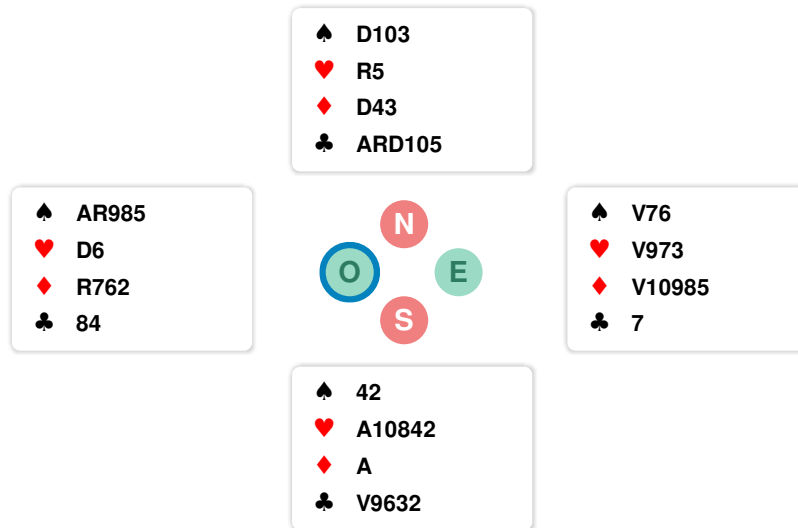 ♠ D103
♥ R5
♦ D43
♣ ARD105
♠ AR985
♥ D6
♦ R762
♣ 84
N
O
E
S
♠ V76
♥ V973
♦ V10985
♣ 7
♠ 42
♥ A10842
♦ A
♣ V9632